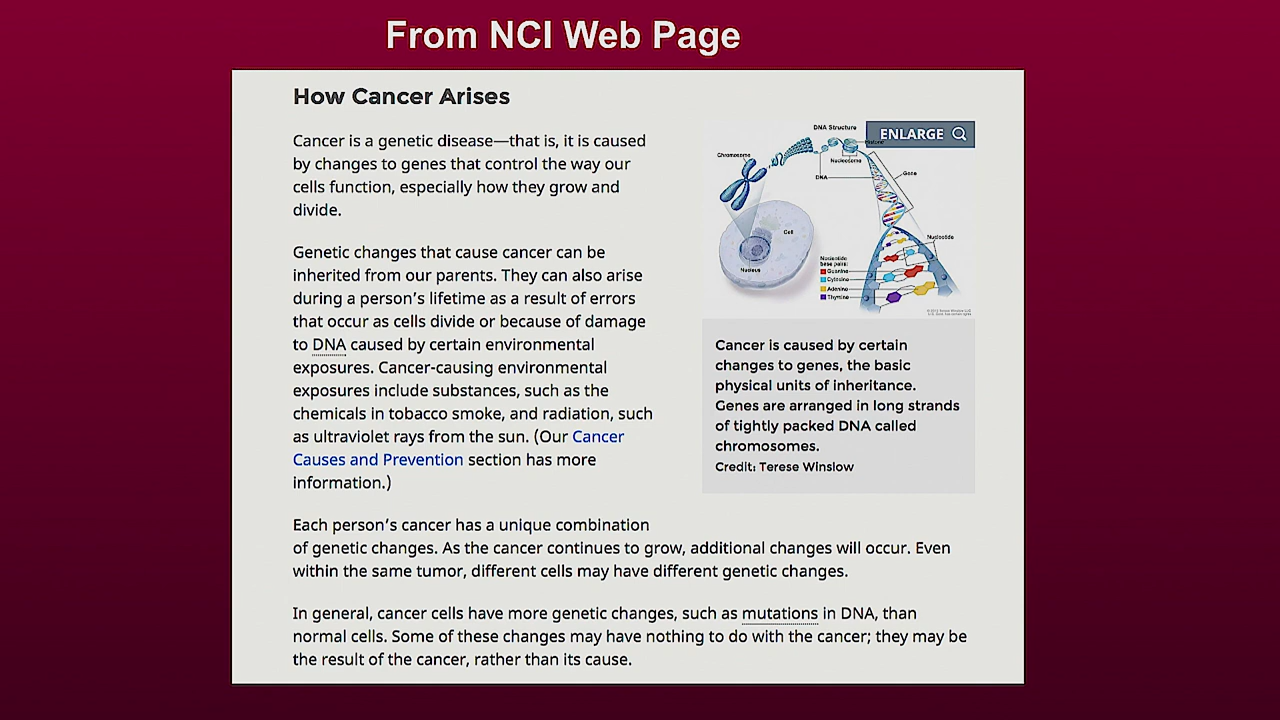 From NCI Web Page
How Cancer Arises
Cancer is a genetic disease—that is, it is caused
by changes to genes that control the way our
cells function, especially how they grow and
divide.
Genetic changes that cause cancer can be
inherited from our parents. They can also arise
during a person's lifetime as a result of errors
that occur as cells divide or because of damage
to DNA caused by certain environmental
exposures. Cancer-causing environmental
exposures include substances, such as the
chemicals in tobacco smoke, and radiation, such
as ultraviolet rays from the sun. (Our Cancer
Causes and Prevention section has more
information.)
DNA Structure
ENLARGE
Histone
Chromosome
Nucleosome
DNA
Gene
Cell
Nucleotide
Nucleus
Nucleotide
base pairs:
Guanine
Cytosine
Adenine
Thymine
Cancer is caused by certain
changes to genes, the basic
physical units of inheritance.
Genes are arranged in long strands
of tightly packed DNA called
chromosomes.
Credit: Terese Winslow
Each person's cancer has a unique combination
of genetic changes. As the cancer continues to grow, additional changes will occur. Even
within the same tumor, different cells may have different genetic changes.
In general, cancer cells have more genetic changes, such as mutations in DNA, than
normal cells. Some of these changes may have nothing to do with the cancer; they may be
the result of the cancer, rather than its cause.